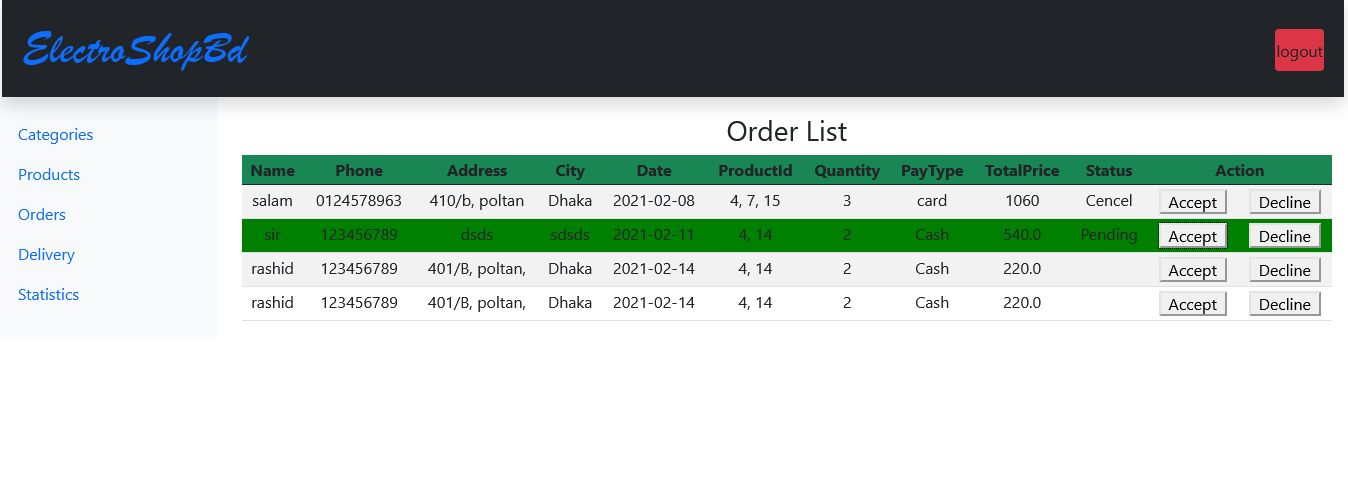 ElectroShopBd
logout
Categories
Products
Orders
Delivery
Statistics
Order List
Name Phone Address City Date ProductId Quantity PayType TotalPrice Status Action
salam 0124578963 410/b, poltan Dhaka 2021-02-08 4, 7, 15 3 card 1060 Cencel Accept Decline
sir 123456789 dsds sdsds 2021-02-11 4, 14 2 Cash 540.0 Pending Accept Decline
rashid 123456789 401/B, poltan, Dhaka 2021-02-14 4, 14 2 Cash 220.0 Accept Decline
rashid 123456789 401/B, poltan, Dhaka 2021-02-14 4, 14 2 Cash 220.0 Accept Decline